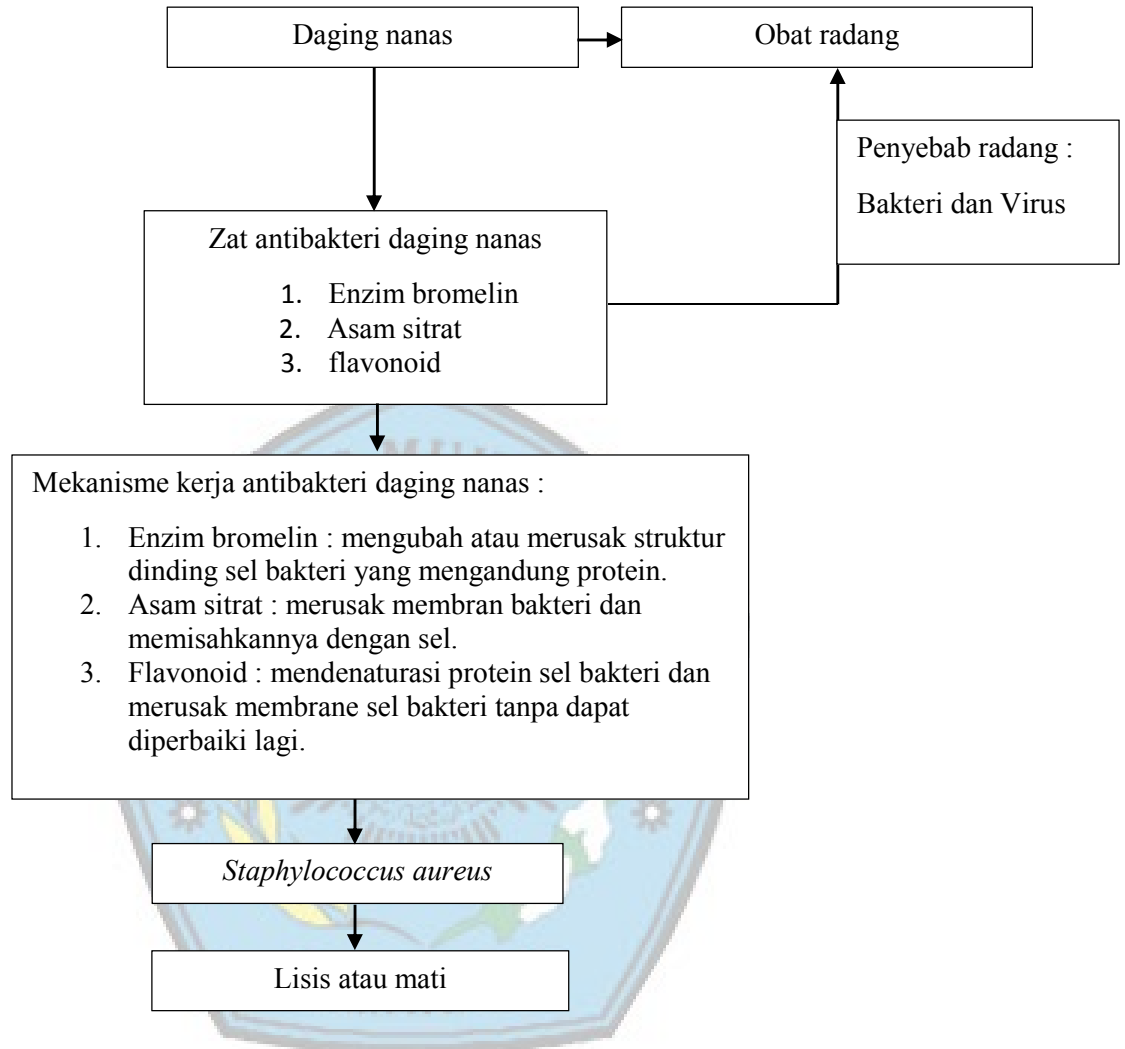 Daging nanas
Obat radang
Penyebab radang :
Bakteri dan Virus
Zat antibakteri daging nanas
1. Enzim bromelin
2. Asam sitrat
3. flavonoid
Mekanisme kerja antibakteri daging nanas :
1. Enzim bromelin : mengubah atau merusak struktur
dinding sel bakteri yang mengandung protein.
2. Asam sitrat : merusak membran bakteri dan
memisahkannya dengan sel.
3. Flavonoid : mendenaturasi protein sel bakteri dan
merusak membrane sel bakteri tanpa dapat
diperbaiki lagi.
Staphylococcus aureus
Lisis atau mati